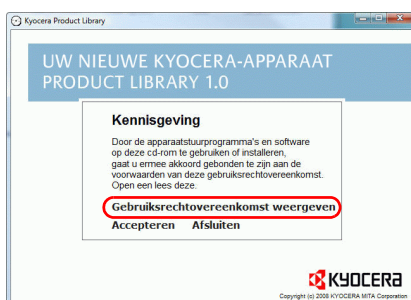 Kyocera Product Library
UW NIEUWE KYOCERA-APPARAAT
PRODUCT LIBRARY 1.0
Kennisgeving
Door de apparaatstuurprogramma's en software
op deze cd-rom te gebruiken of installeren,
gaat u ermee akkoord gebonden te zijn aan de
voorwaarden van deze gebruiksrechtovereenkomst.
Open een lees deze.
Gebruiksrechtovereenkomst weergeven
Accepteren Afsluiten
KYOCERA
Copyright (c) 2008 KYOCERA MITA Corporation